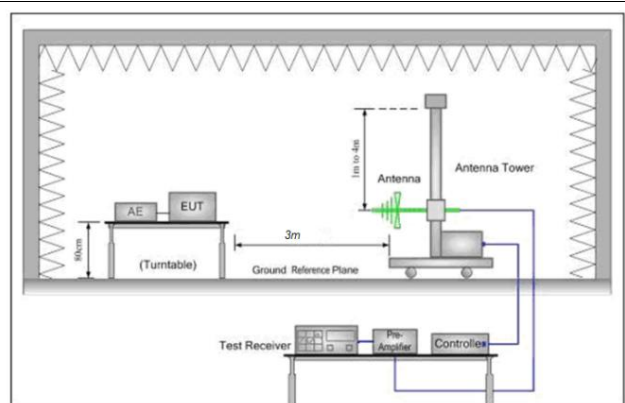 1m to 4m
Antenna
Antenna Tower
AE
EUT
80cm
(Turntable)
3m
Ground Reference Plane
Test Receiver
Pre-
Amplifier
Controller